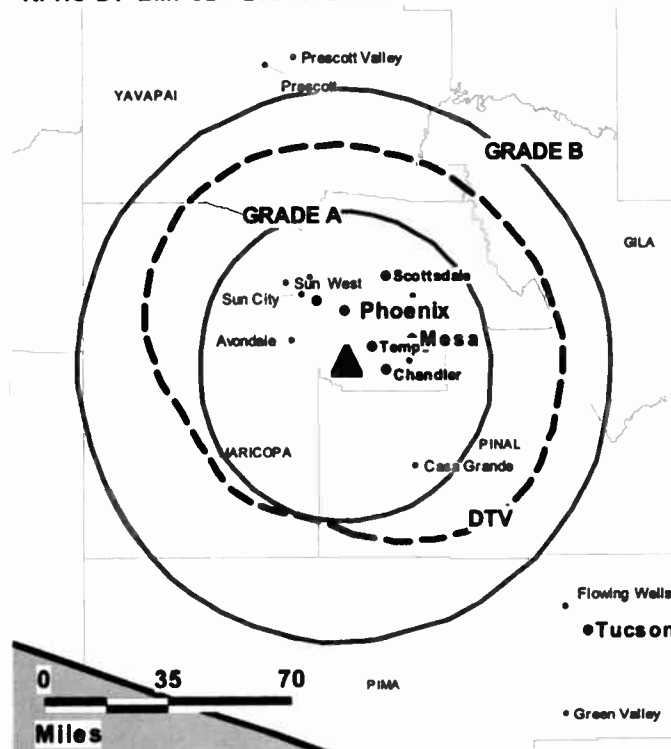 Prescott Valley
Prescott
YAVAPAI
GRADE B
GRADE A
GILA
Scottsdale
Sun West
Sun City
Phoenix
Avondale
Mesa
Chandler
PINAL
Casa Grande
DTV
Flowing Wells
Tucson
0 35 70
PIMA
Miles
Green Valley